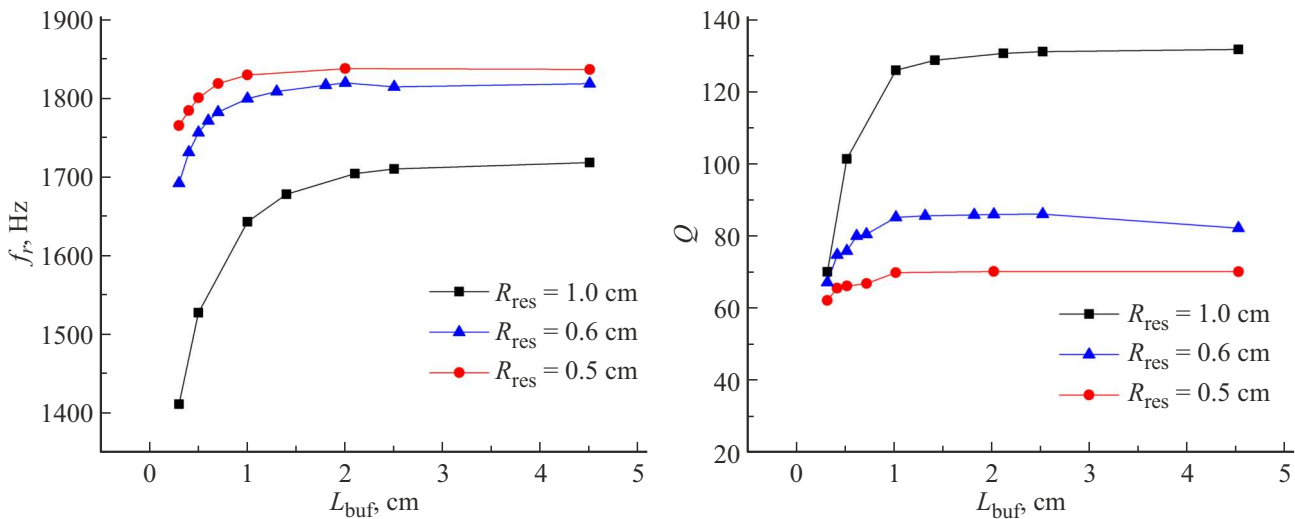 1900
1800
1700
1600
1500
1400
f_r, Hz
R_res = 1.0 cm
R_res = 0.6 cm
R_res = 0.5 cm
0 1 2 3 4 5
L_buf, cm
140
120
100
80
60
40
20
Q
R_res = 1.0 cm
R_res = 0.6 cm
R_res = 0.5 cm
0 1 2 3 4 5
L_buf, cm